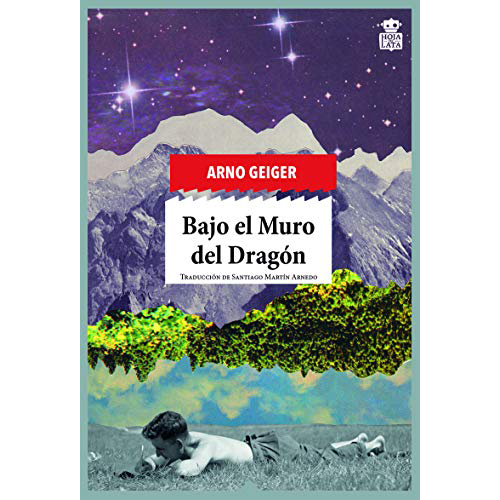 HOJA DE LATA
ARNO GEIGER
Bajo el Muro
del Dragón
TRADUCCIÓN DE SANTIAGO MARTÍN ARNEDO